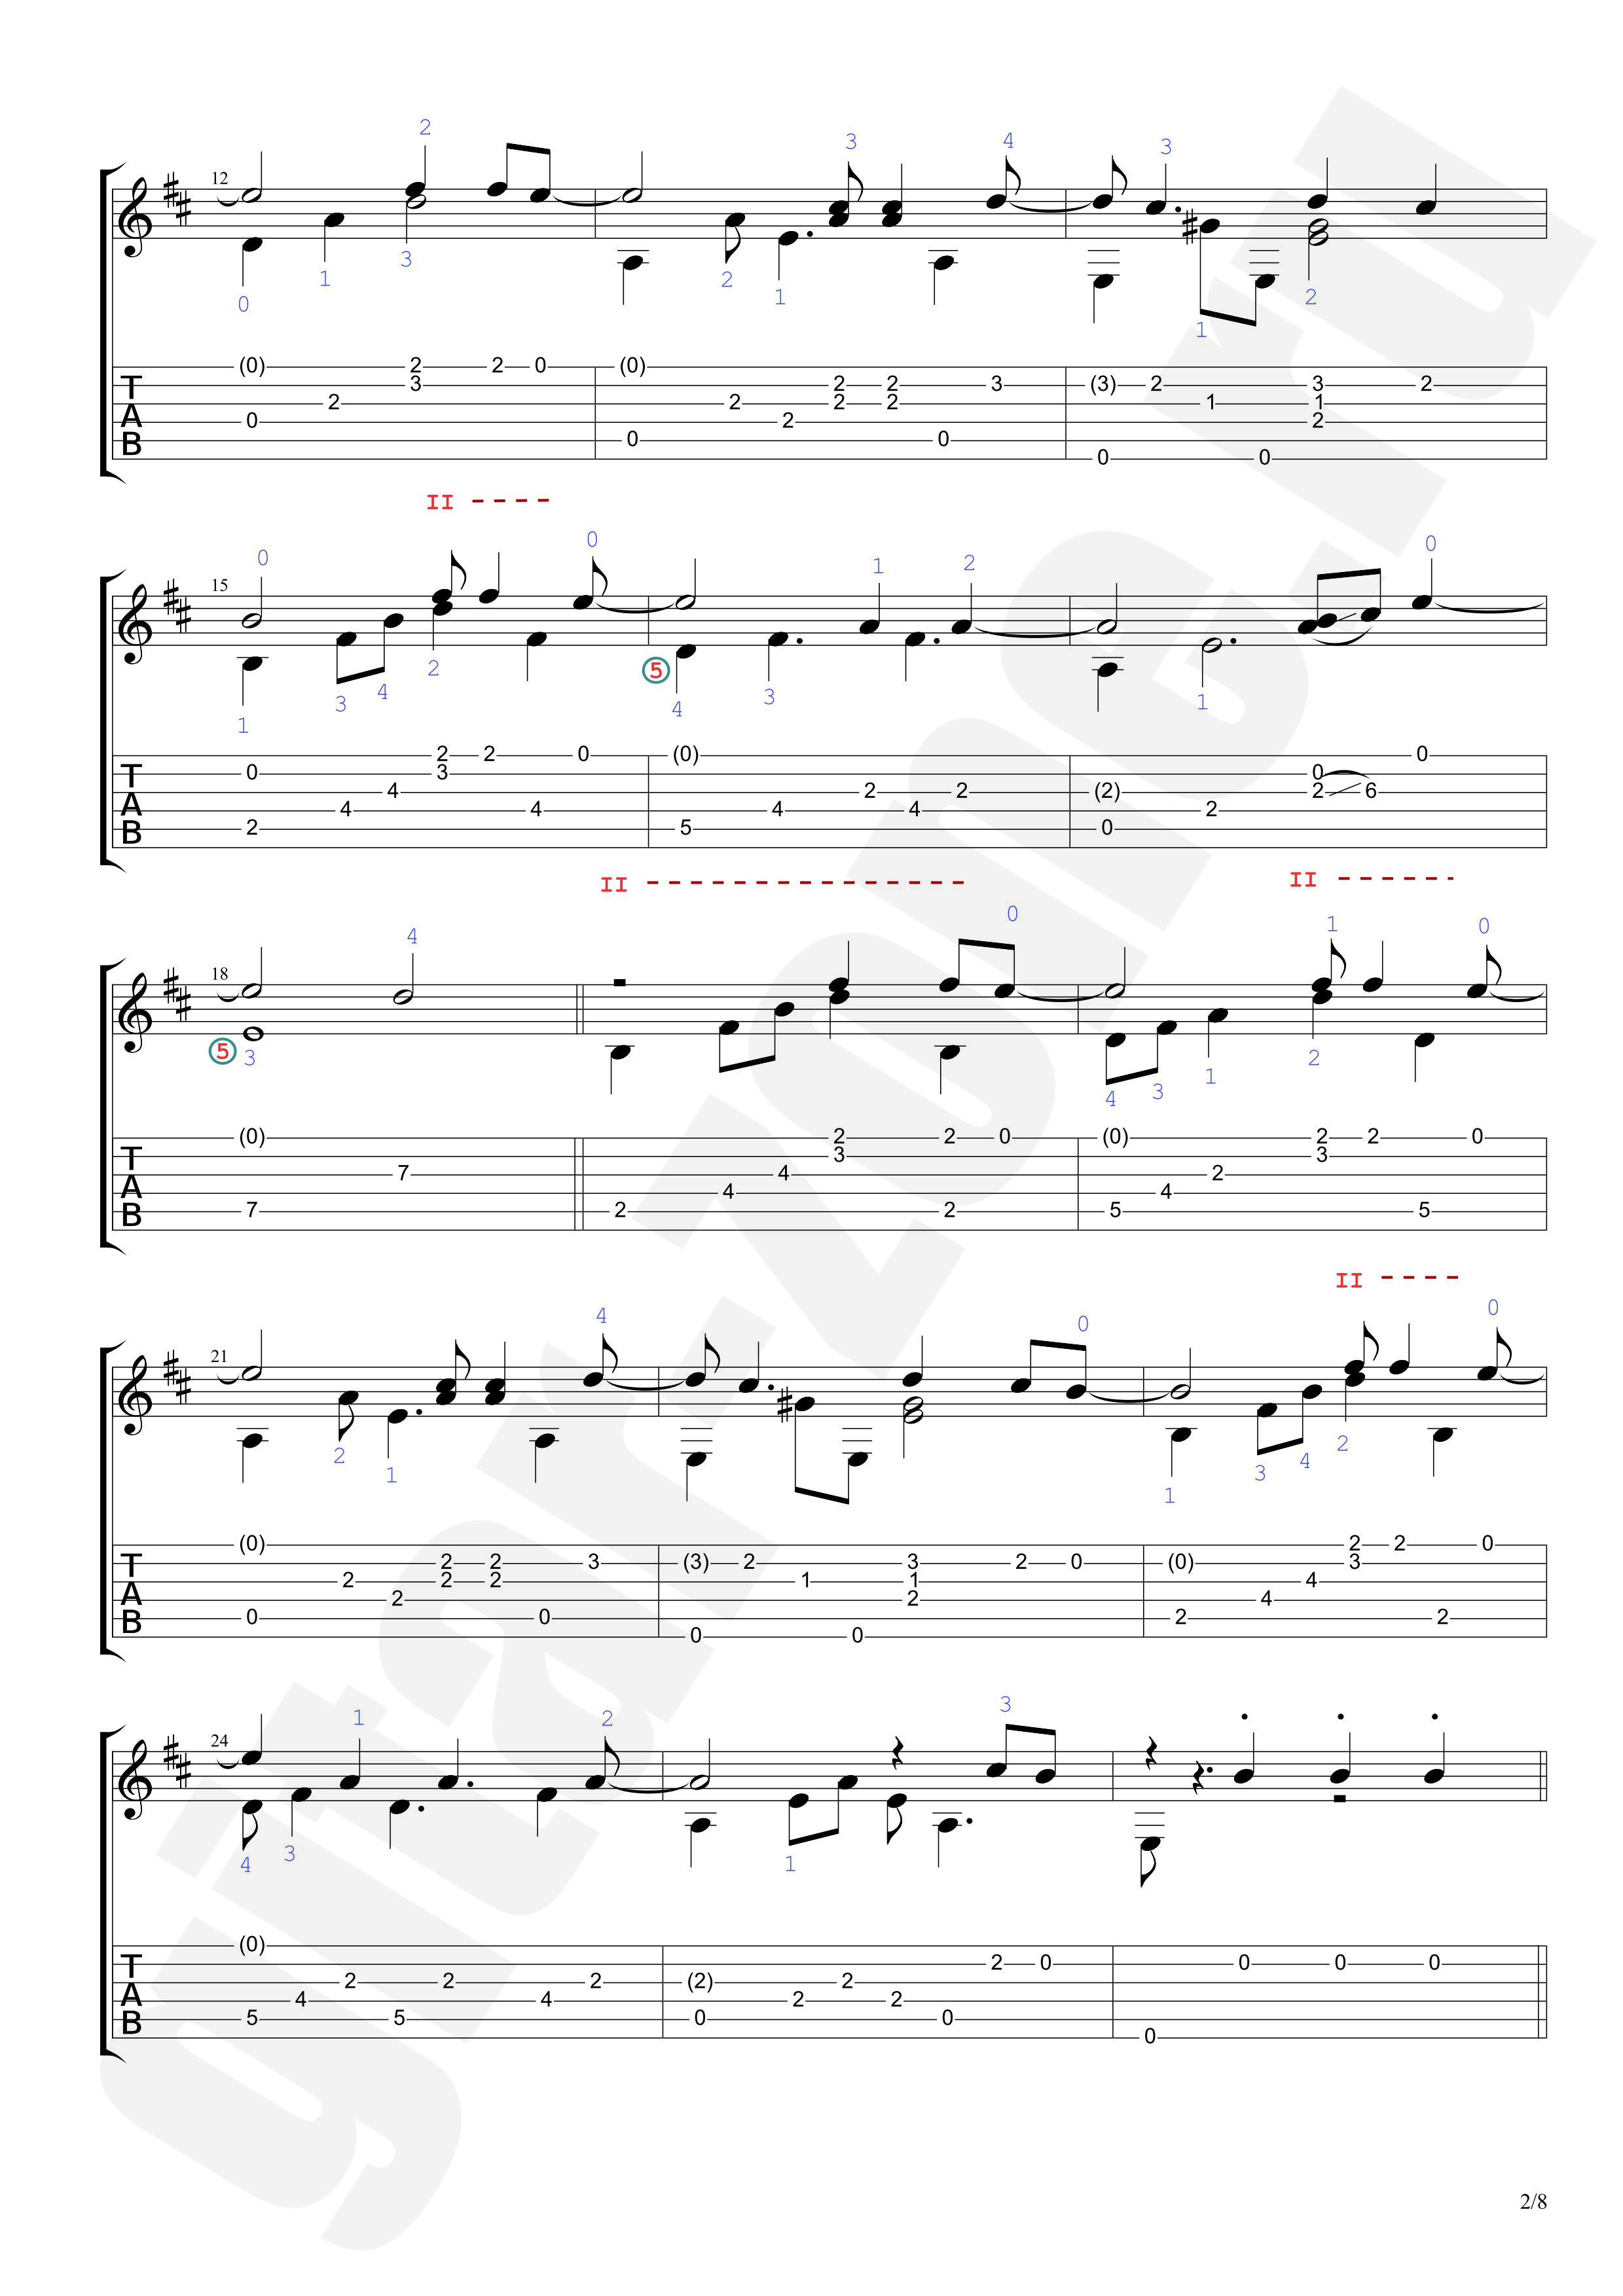 2 3 4 3
12
0 1 3 2 1 1 2
(0) 2 2 0 (0)
3 2 2 3 (3) 2 3 2
T 2 2 2 2 1 1
A 0 2 2
B 0 0
0 0
II
0 0 1 2 0
15
1 3 4 2 5 4 3 1
2 2 0 (0) 0
T 0 3 0
4 2 2 (2) 2 6
A 4 4 4 4 2
B 2 5 0
II II
4 0 1 0
18
5 3 4 3 1 2
(0) 2 2 0 (0) 2 2 0
T 3 3
7 4 2
A 4 4
B 7 2 2 5 5
II
4 0 0
21
2 1 1 3 4 2
(0) 2 2 0
T 2 2 3 (3) 2 3 2 0 (0) 3
2 2 2 1 1 4
A 2 2 4
B 0 0 2 2
0 0
1 2 3
24
4 3 1
(0)
T 2 0 0 0 0
2 2 2 (2) 2
A 4 4 2 2
B 5 5 0 0
0
2/8
gitar-zone.ru